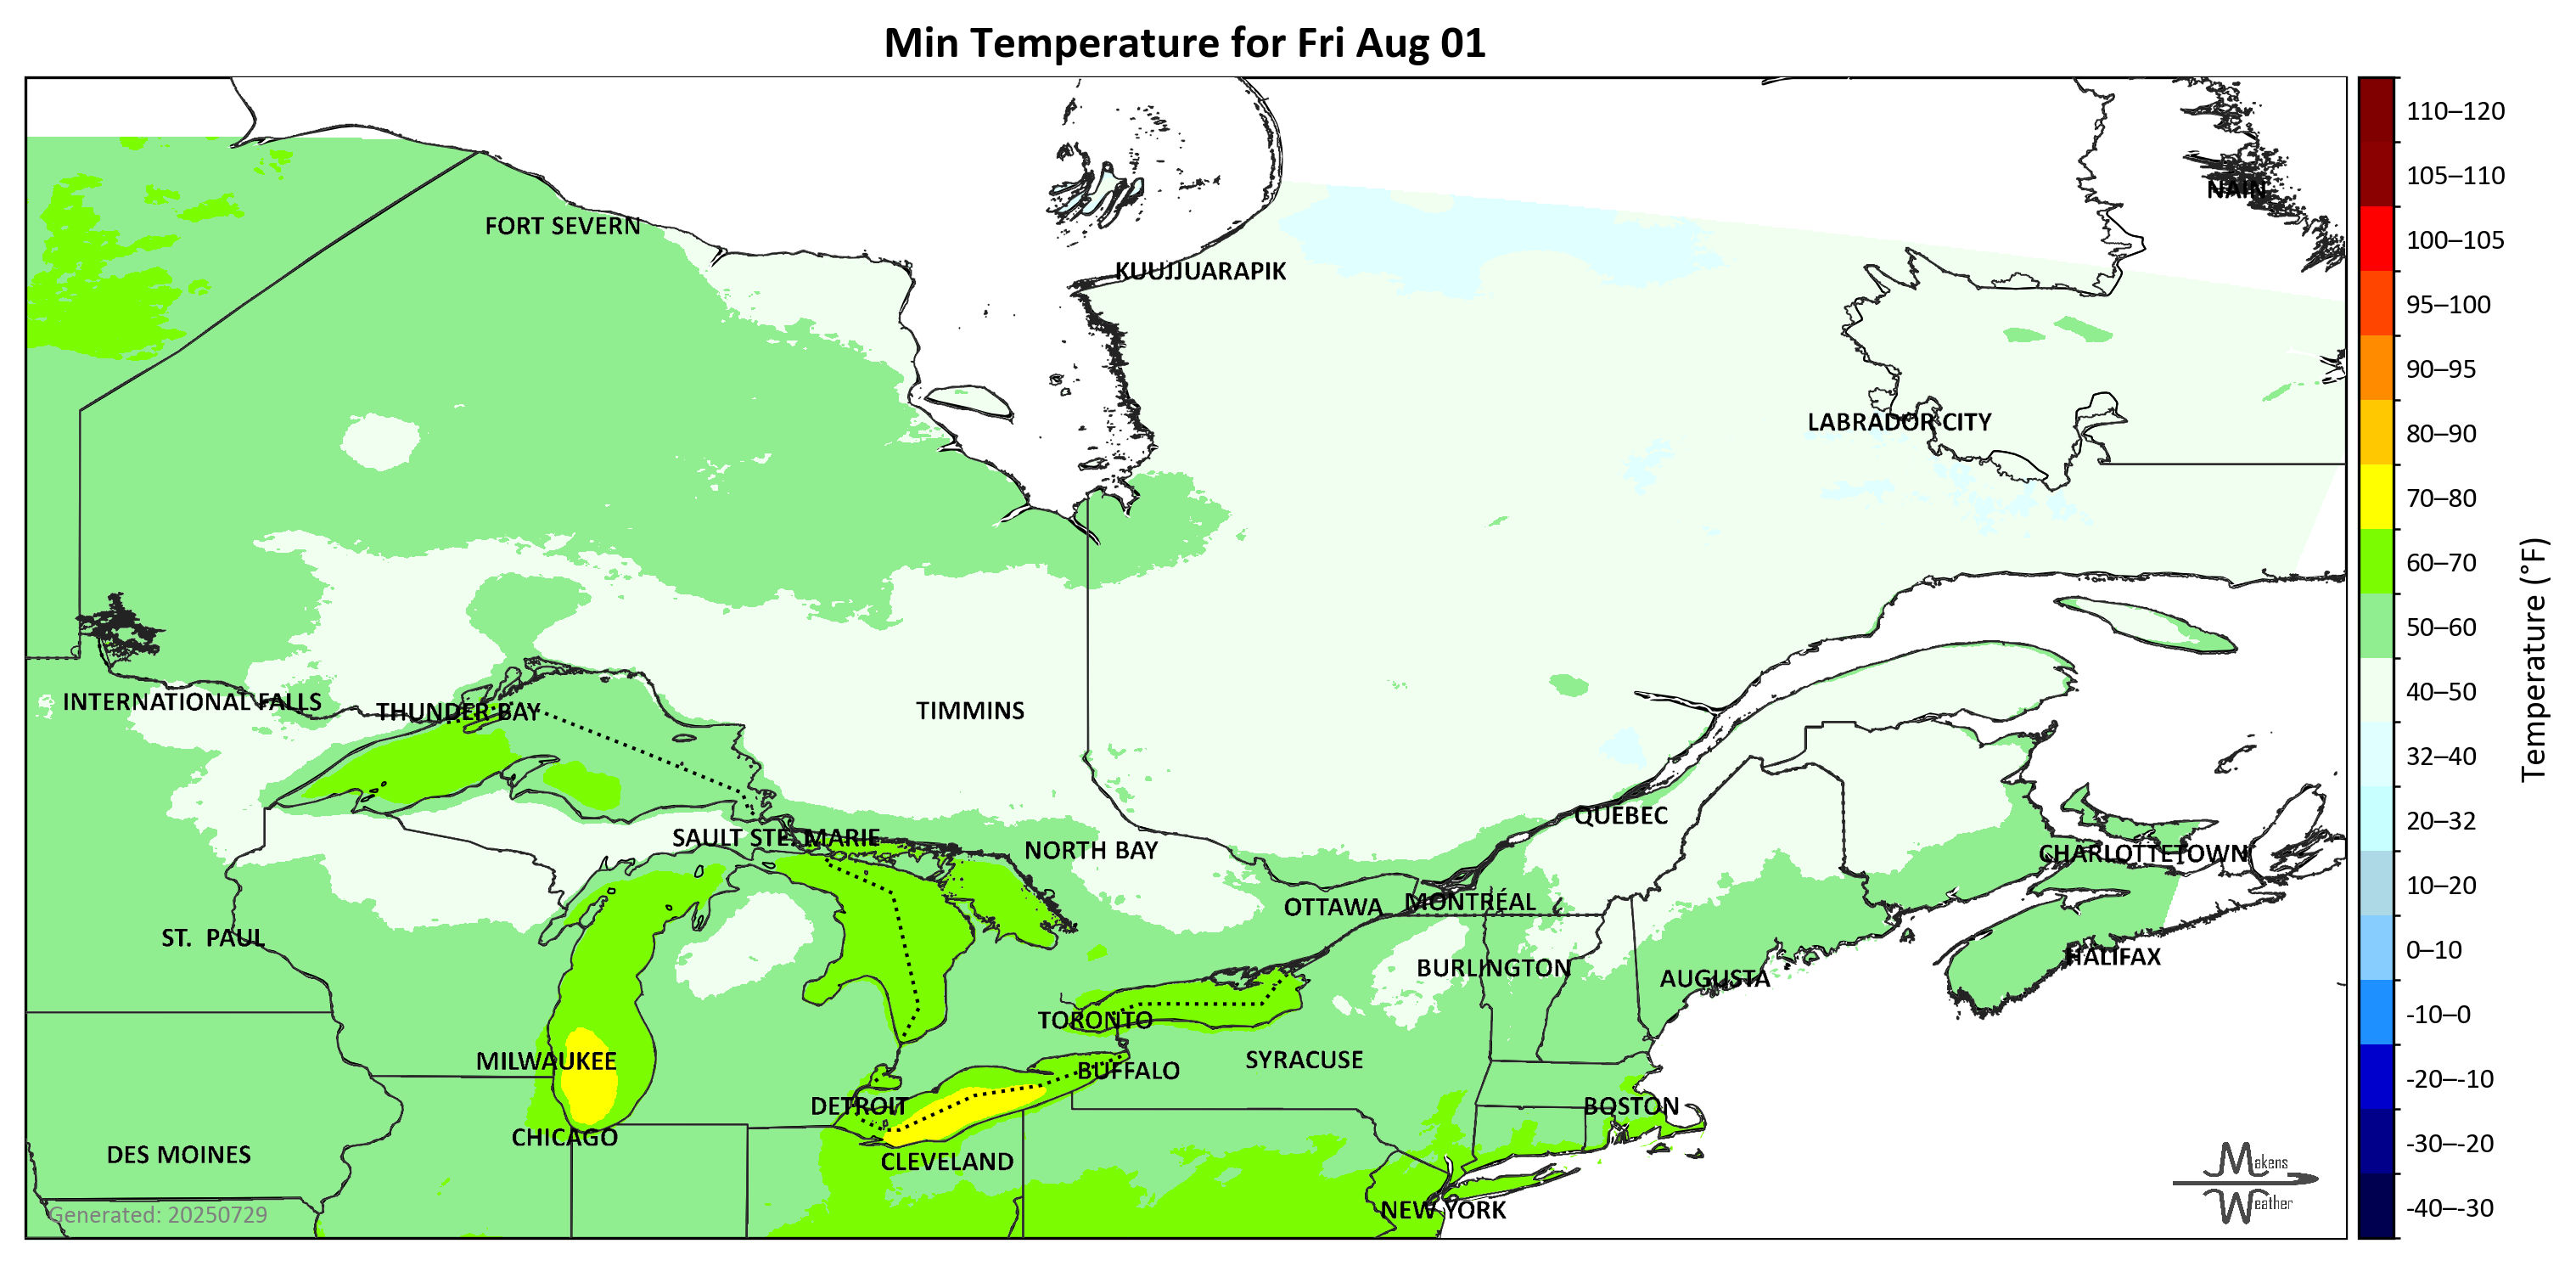 Min Temperature for Fri Aug 01
110–120
105–110
NAIN
FORT SEVERN
100–105
KUUJJUARAPIK
95–100
90–95
LABRADOR CITY
80–90
70–80
60–70
50–60
INTERNATIONAL FALLS
THUNDER BAY
TIMMINS
40–50
32–40
QUÉBEC
20–32
SAULT STE. MARIE
NORTH BAY
CHARLOTTETOWN
10–20
OTTAWA
MONTRÉAL
ST. PAUL
HALIFAX
0–10
BURLINGTON
AUGUSTA
TORONTO
-10–0
MILWAUKEE
SYRACUSE
BUFFALO
-20–-10
DETROIT
BOSTON
CHICAGO
-30–-20
DES MOINES
CLEVELAND
Makens
Weather
NEW YORK
-40–-30
Generated: 20250729
Temperature (°F)